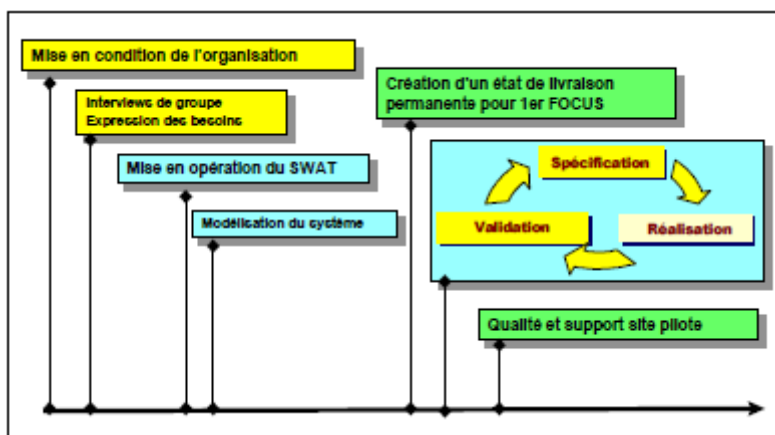 Mise en condition de l'organisation
Interviews de groupe
Expression des besoins
Mise en opération du SWAT
Modélisation du système
Création d'un état de livraison
permanente pour 1er FOCUS
Spécification
Validation
Réalisation
Qualité et support site pilote